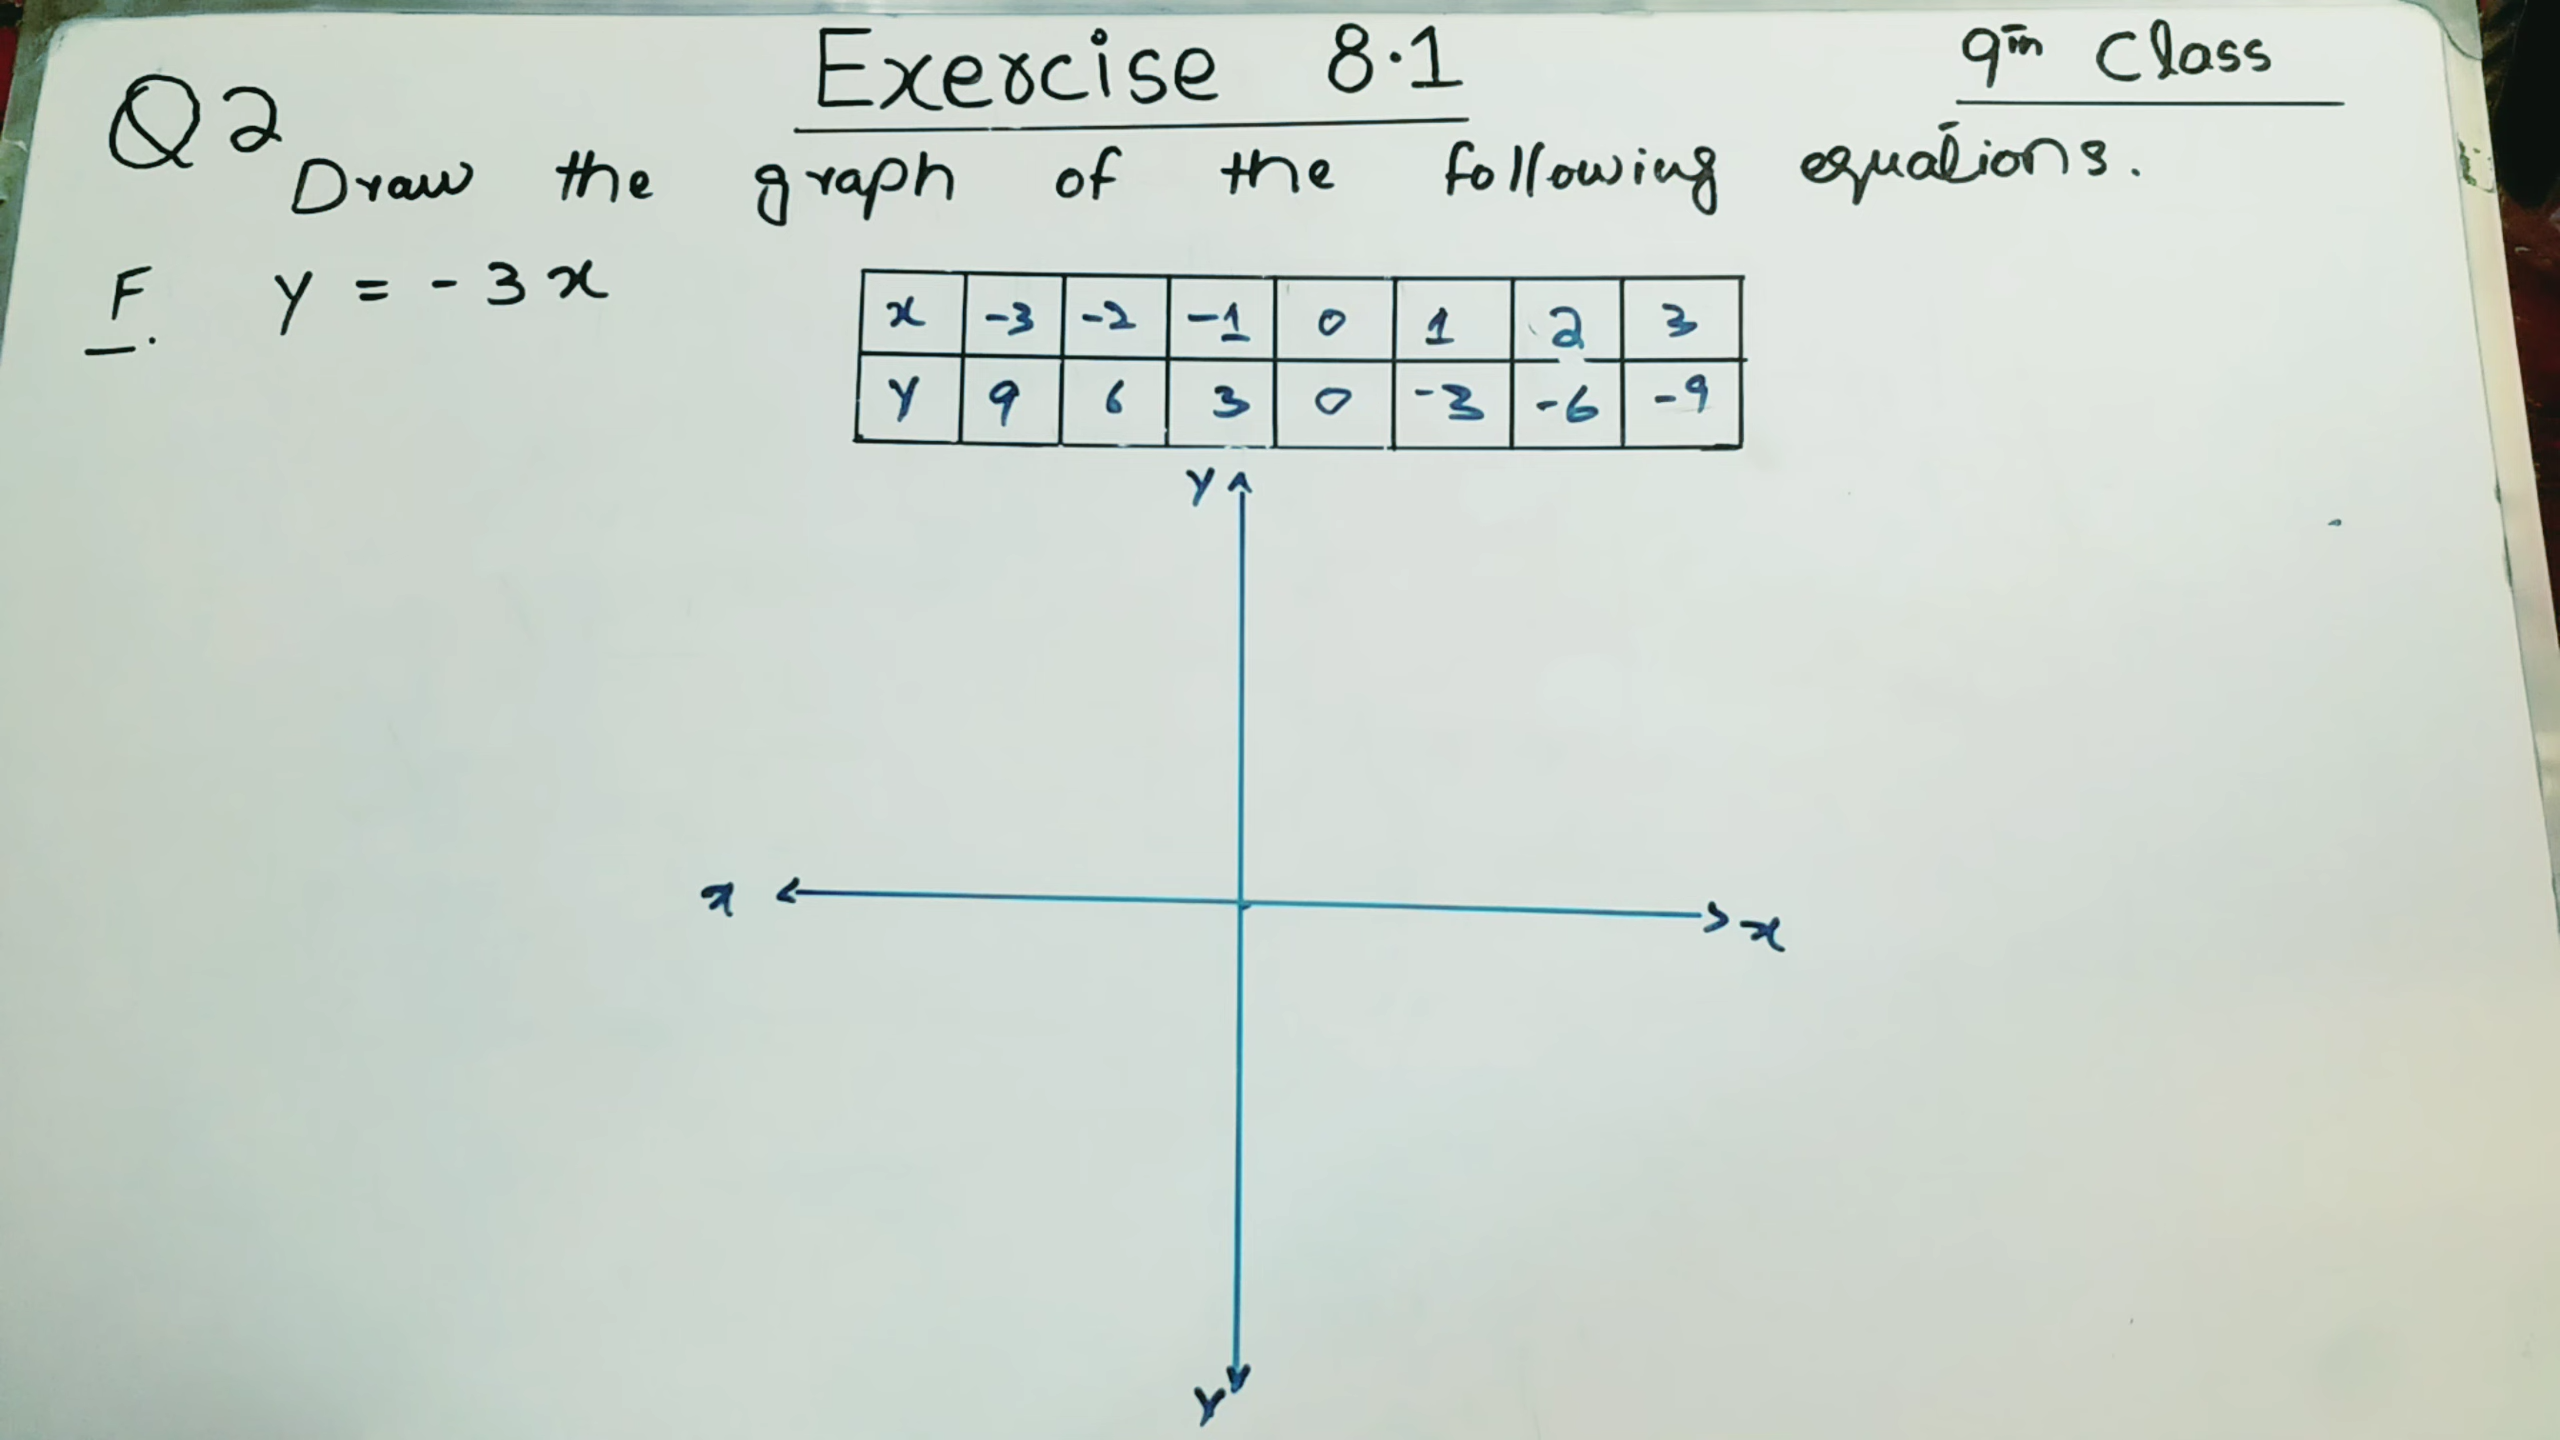 Exercise 8.1
9th Class
Q2
Draw the graph of the following equations.
F. Y = -3x
x -3 -2 -1 0 1 2 3
Y 9 6 3 0 -3 -6 -9
Y
x
x
Y